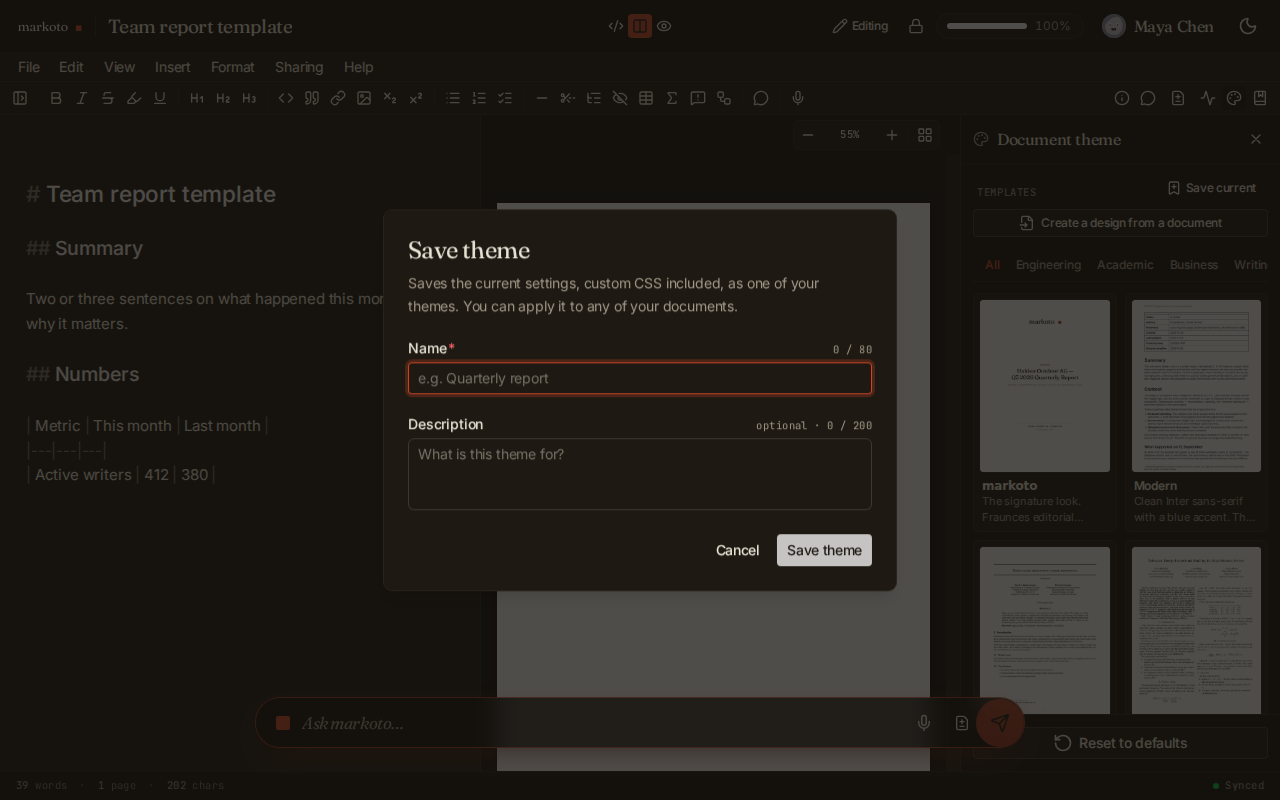 markoto
Team report template
Editing
100%
Maya Chen
File Edit View Insert Format Sharing Help
B I S U H1 H2 H3 x2 x2
55%
Document theme
# Team report template
## Summary
Two or three sentences on what happened this mon
why it matters.
## Numbers
| Metric | This month | Last month |
|---|---|---|
| Active writers | 412 | 380 |
TEMPLATES
Save current
Create a design from a document
All Engineering Academic Business Writin
markoto
The signature look.
Fraunces editorial...
Modern
Clean Inter sans-serif
with a blue accent. Th...
Reset to defaults
Save theme
Saves the current settings, custom CSS included, as one of your
themes. You can apply it to any of your documents.
Name*
0 / 80
e.g. Quarterly report
Description
optional · 0 / 200
What is this theme for?
Cancel
Save theme
Ask markoto...
39 words · 1 page · 202 chars
Synced